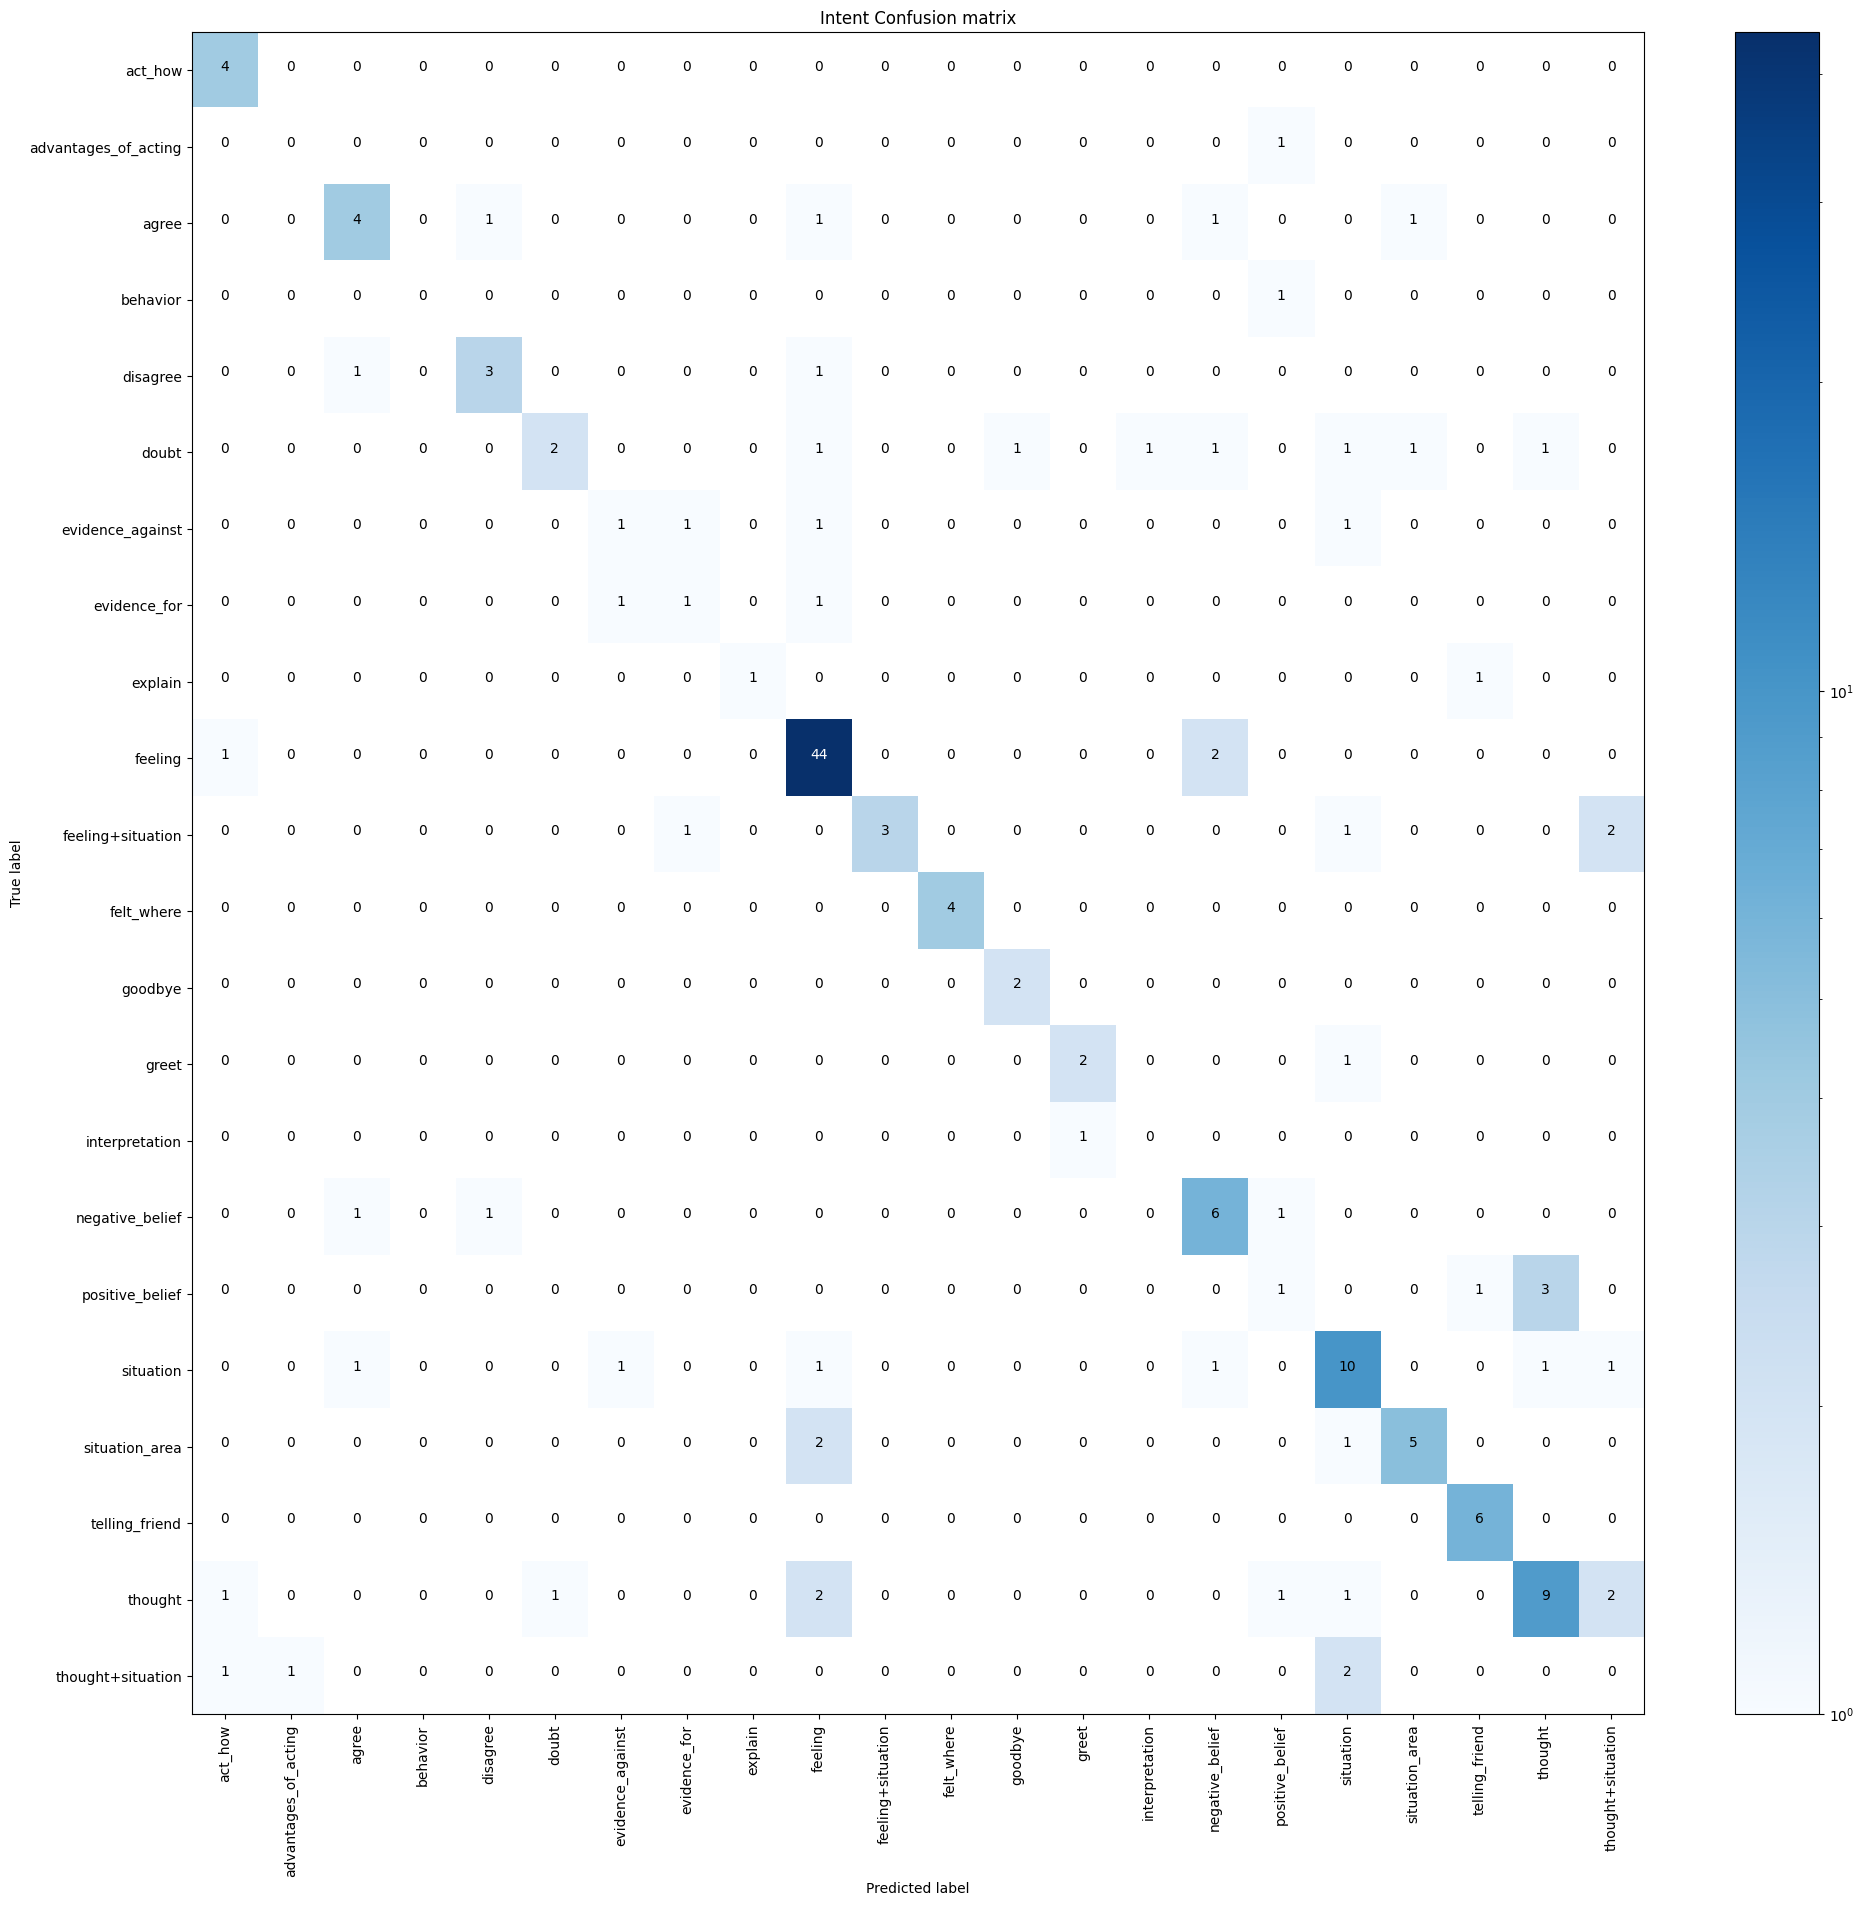 Intent Confusion matrix
act_how 4 0 0 0 0 0 0 0 0 0 0 0 0 0 0 0 0 0 0 0 0 0
advantages_of_acting 0 0 0 0 0 0 0 0 0 0 0 0 0 0 0 0 1 0 0 0 0 0
agree 0 0 4 0 1 0 0 0 0 1 0 0 0 0 0 1 0 0 1 0 0 0
behavior 0 0 0 0 0 0 0 0 0 0 0 0 0 0 0 0 1 0 0 0 0 0
disagree 0 0 1 0 3 0 0 0 0 1 0 0 0 0 0 0 0 0 0 0 0 0
doubt 0 0 0 0 0 2 0 0 0 1 0 0 1 0 1 1 0 1 1 0 1 0
evidence_against 0 0 0 0 0 0 1 1 0 1 0 0 0 0 0 0 0 1 0 0 0 0
evidence_for 0 0 0 0 0 0 1 1 0 1 0 0 0 0 0 0 0 0 0 0 0 0
explain 0 0 0 0 0 0 0 0 1 0 0 0 0 0 0 0 0 0 0 1 0 0
feeling 1 0 0 0 0 0 0 0 0 44 0 0 0 0 0 2 0 0 0 0 0 0
feeling+situation 0 0 0 0 0 0 0 1 0 0 3 0 0 0 0 0 0 1 0 0 0 2
felt_where 0 0 0 0 0 0 0 0 0 0 0 4 0 0 0 0 0 0 0 0 0 0
goodbye 0 0 0 0 0 0 0 0 0 0 0 0 2 0 0 0 0 0 0 0 0 0
greet 0 0 0 0 0 0 0 0 0 0 0 0 0 2 0 0 0 1 0 0 0 0
interpretation 0 0 0 0 0 0 0 0 0 0 0 0 0 1 0 0 0 0 0 0 0 0
negative_belief 0 0 1 0 1 0 0 0 0 0 0 0 0 0 0 6 1 0 0 0 0 0
positive_belief 0 0 0 0 0 0 0 0 0 0 0 0 0 0 0 0 1 0 0 1 3 0
situation 0 0 1 0 0 0 1 0 0 1 0 0 0 0 0 1 0 10 0 0 1 1
situation_area 0 0 0 0 0 0 0 0 0 2 0 0 0 0 0 0 0 1 5 0 0 0
telling_friend 0 0 0 0 0 0 0 0 0 0 0 0 0 0 0 0 0 0 0 6 0 0
thought 1 0 0 0 0 1 0 0 0 2 0 0 0 0 0 0 1 1 0 0 9 2
thought+situation 1 1 0 0 0 0 0 0 0 0 0 0 0 0 0 0 0 2 0 0 0 0
True label
act_how
advantages_of_acting
agree
behavior
disagree
doubt
evidence_against
evidence_for
explain
feeling
feeling+situation
felt_where
goodbye
greet
interpretation
negative_belief
positive_belief
situation
situation_area
telling_friend
thought
thought+situation
Predicted label
10¹
10⁰